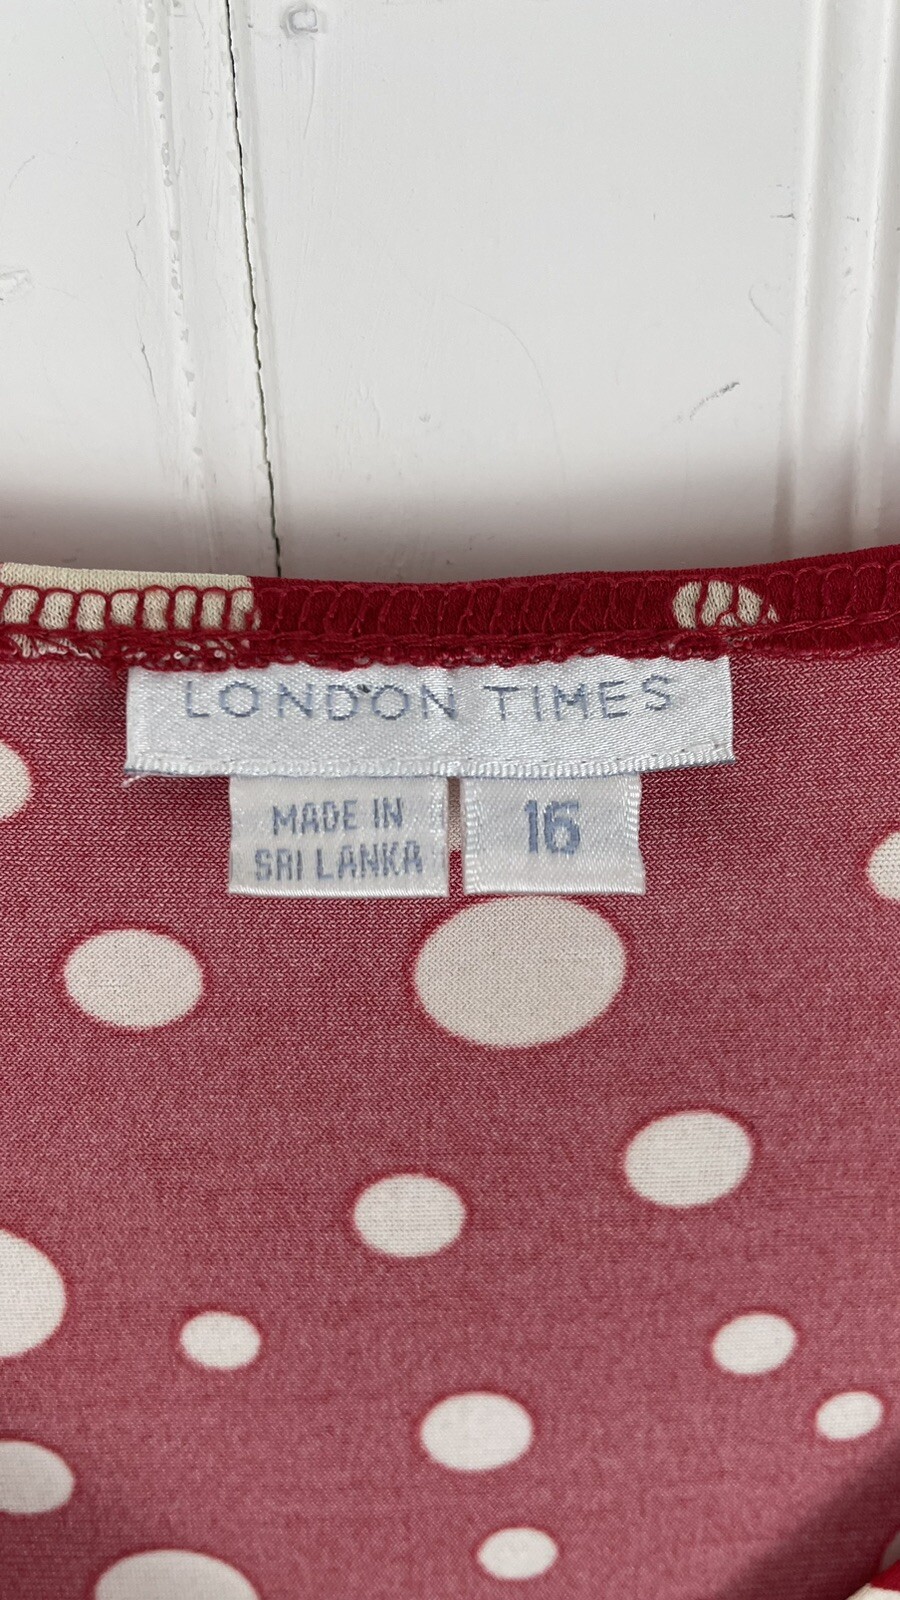 LONDON TIMES
MADE IN
SRI LANKA
16